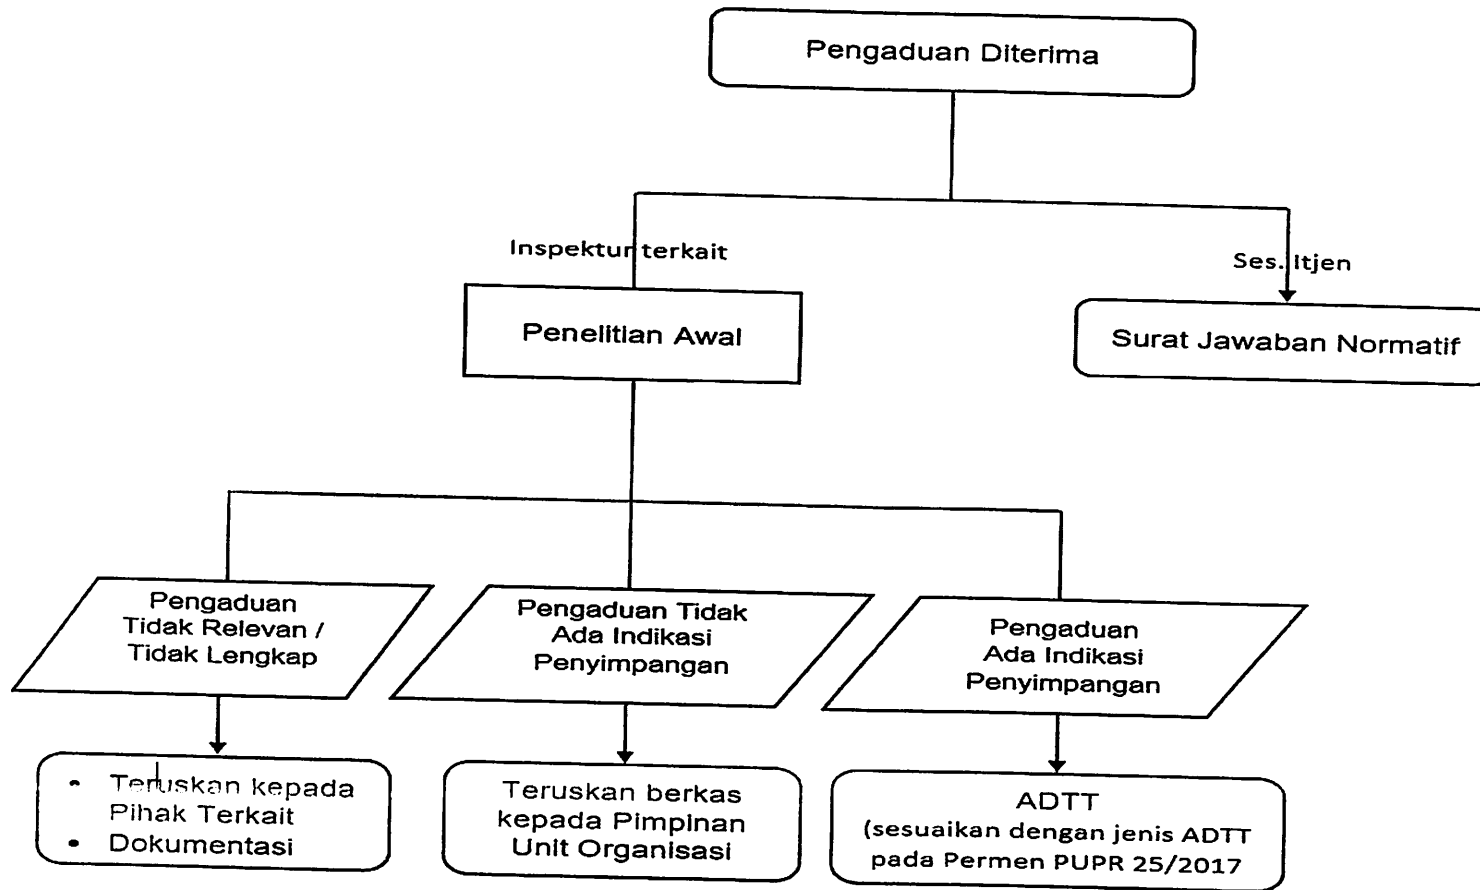 Pengaduan Diterima
Inspektur terkait
Ses. Itjen
Penelitian Awal
Surat Jawaban Normatif
Pengaduan
Tidak Relevan /
Tidak Lengkap
Pengaduan Tidak
Ada Indikasi
Penyimpangan
Pengaduan
Ada Indikasi
Penyimpangan
• Teruskan kepada
Pihak Terkait
• Dokumentasi
Teruskan berkas
kepada Pimpinan
Unit Organisasi
ADTT
(sesuaikan dengan jenis ADTT
pada Permen PUPR 25/2017